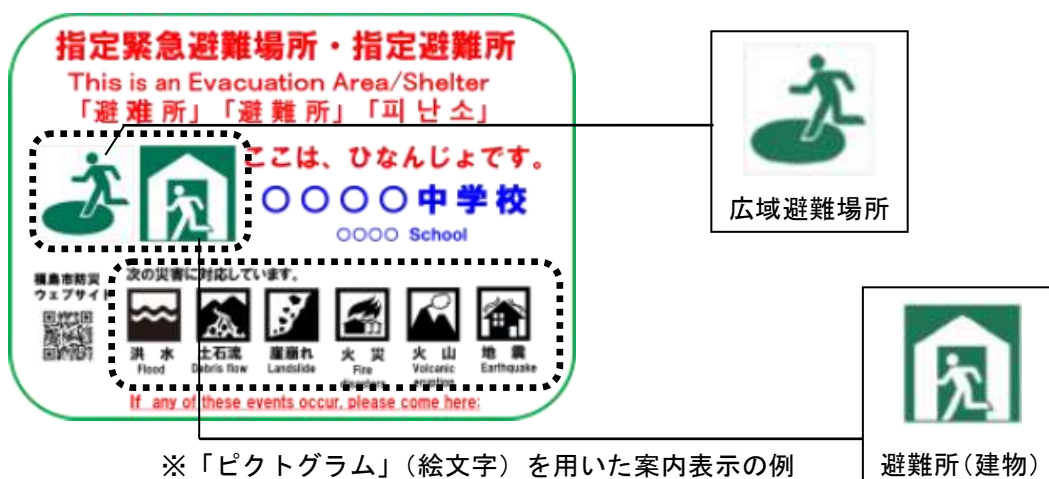 指定緊急避難場所・指定避難所
This is an Evacuation Area/Shelter
「避难所」「避難所」「피난소」
ここは、ひなんじょです。
〇〇〇〇中学校
〇〇〇〇 School
福島市防災
ウェブサイト
次の災害に対応しています。
洪水
Flood
土石流
Debris flow
崖崩れ
Landslide
火災
Fire
disasters
火山
Volcanic
eruption
地震
Earthquake
If any of these events occur, please come here:
広域避難場所
避難所(建物)
※「ピクトグラム」(絵文字)を用いた案内表示の例